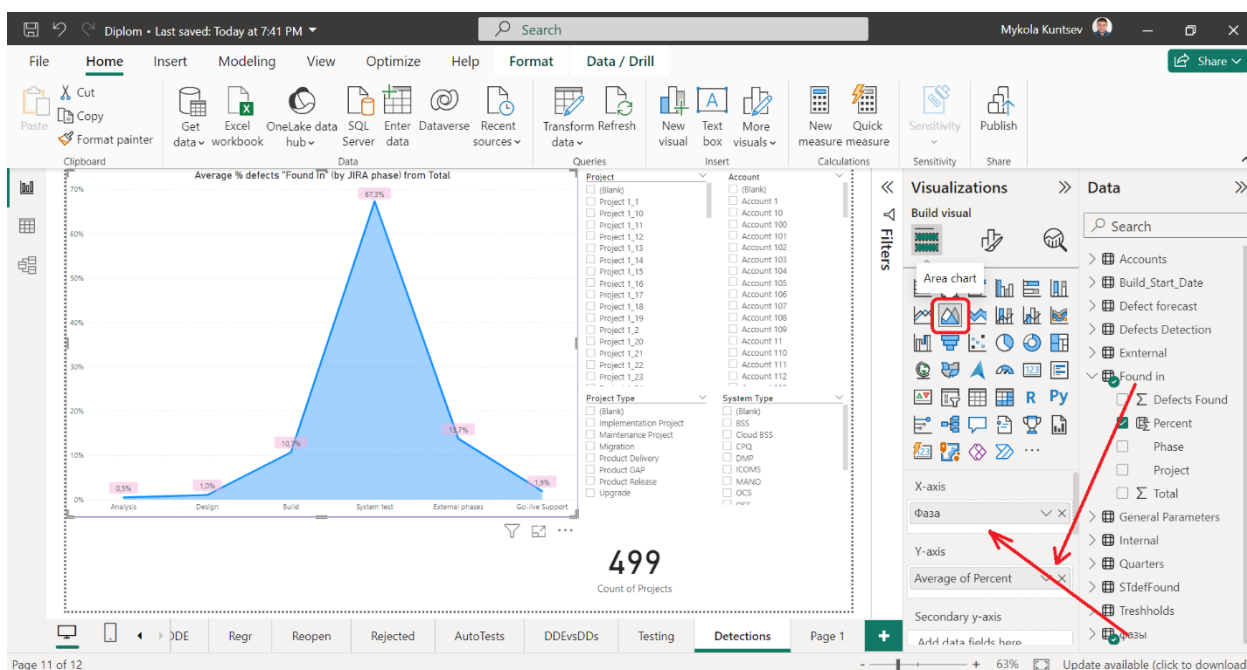 Diplom • Last saved: Today at 7:41 PM
Search
Mykola Kuntsev
File Home Insert Modeling View Optimize Help Format Data / Drill
Share
Paste
Cut
Copy
Format painter
Clipboard
Get data
Excel workbook
OneLake data hub
SQL Server
Enter data
Dataverse
Recent sources
Data
Transform data
Refresh
Queries
New visual
Text box
More visuals
Insert
New measure
Quick measure
Calculations
Sensitivity
Sensitivity
Publish
Share
Average % defects "Found In" (by JIRA phase) from Total
70%
60%
50%
40%
30%
20%
10%
0%
0,5%
1,0%
10,7%
67,3%
13,7%
1,9%
Analysis
Design
Build
System test
External phases
Go-live Support
Project
(Blank)
Project 1_1
Project 1_10
Project 1_11
Project 1_12
Project 1_13
Project 1_14
Project 1_15
Project 1_16
Project 1_17
Project 1_18
Project 1_19
Project 1_2
Project 1_20
Project 1_21
Project 1_22
Project 1_23
Account
(Blank)
Account 1
Account 10
Account 100
Account 101
Account 102
Account 103
Account 104
Account 105
Account 106
Account 107
Account 108
Account 109
Account 11
Account 110
Account 111
Account 112
Project Type
(Blank)
Implementation Project
Maintenance Project
Migration
Product Delivery
Product GAP
Product Release
Upgrade
System Type
(Blank)
BSS
Cloud BSS
CPQ
DMP
ICOMS
MANO
OCS
499
Count of Projects
Filters
Visualizations
Build visual
Area chart
123
R
Py
123
X-axis
Фаза
Y-axis
Average of Percent
Secondary y-axis
Add data fields here
Data
Search
Accounts
Build_Start_Date
Defect forecast
Defects Detection
Exnternal
Found in
Defects Found
Percent
Phase
Project
Total
General Parameters
Internal
Quarters
STdefFound
Treshholds
фазы
DDE
Regr
Reopen
Rejected
AutoTests
DDEvsDDs
Testing
Detections
Page 1
Page 11 of 12
63%
Update available (click to download)